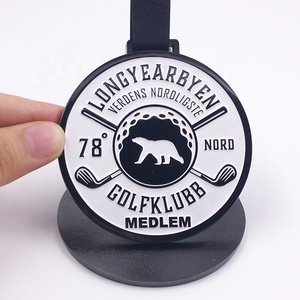 LONGYEARBYEN
VERDENS NORDLIGSTE
78° NORD
GOLFKLUBB
MEDLEM